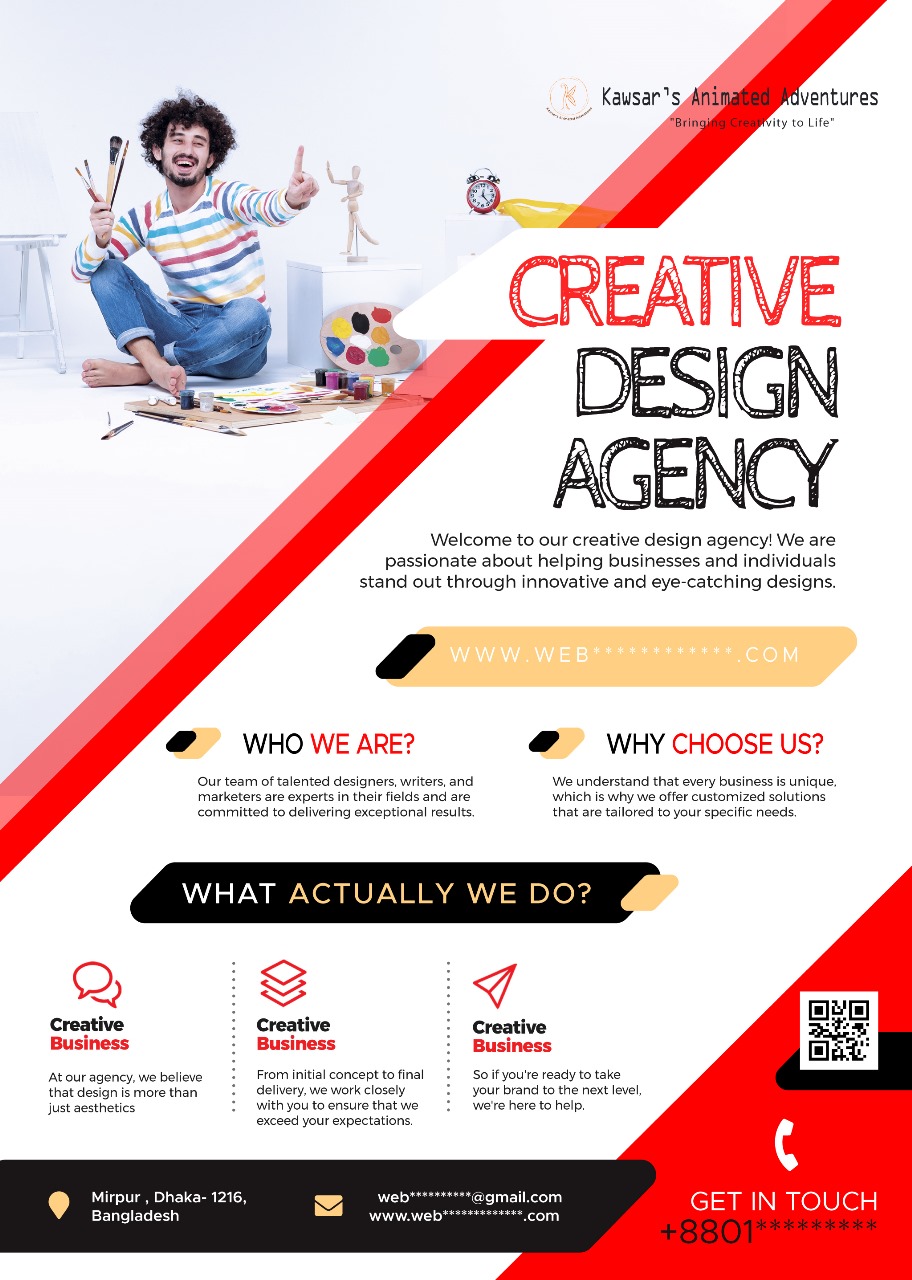 Kawsar's Animated Adventures
"Bringing Creativity to Life"
CREATIVE
DESIGN
AGENCY
Welcome to our creative design agency! We are
passionate about helping businesses and individuals
stand out through innovative and eye-catching designs.
WWW.WEB************.COM
WHO WE ARE?
Our team of talented designers, writers, and
marketers are experts in their fields and are
committed to delivering exceptional results.
WHY CHOOSE US?
We understand that every business is unique,
which is why we offer customized solutions
that are tailored to your specific needs.
WHAT ACTUALLY WE DO?
Creative
Business
At our agency, we believe
that design is more than
just aesthetics
Creative
Business
From initial concept to final
delivery, we work closely
with you to ensure that we
exceed your expectations.
Creative
Business
So if you're ready to take
your brand to the next level,
we're here to help.
Mirpur , Dhaka- 1216,
Bangladesh
web**********@gmail.com
www.web*************.com
GET IN TOUCH
+8801*********